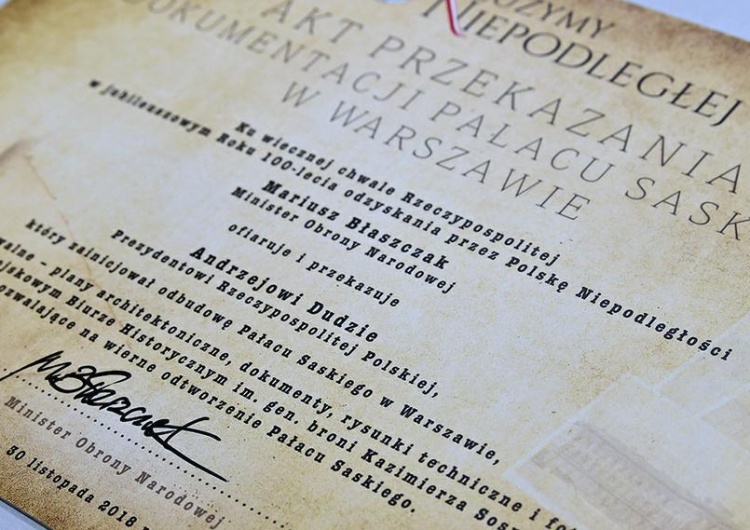 NIEPODLEGŁEJ
AKT PRZEKAZANIA
DOKUMENTACJI PAŁACU SASK
W WARSZAWIE
Ku wiecznej chwale Rzeczypospolitej
w jubileuszowym Roku 100-lecia odzyskania przez Polskę Niepodległości
Mariusz Błaszczak
Minister Obrony Narodowej
ofiaruje i przekazuje
Andrzejowi Dudzie
Prezydentowi Rzeczypospolitej Polskiej,
który zainicjował odbudowę Pałacu Saskiego w Warszawie,
– plany architektoniczne, dokumenty, rysunki techniczne i fot
Biurze Historycznym im. gen. broni Kazimierza Sosn
na wierne odtworzenie Pałacu Saskiego.
Minister Obrony Narodowej
30 listopada 2018 r